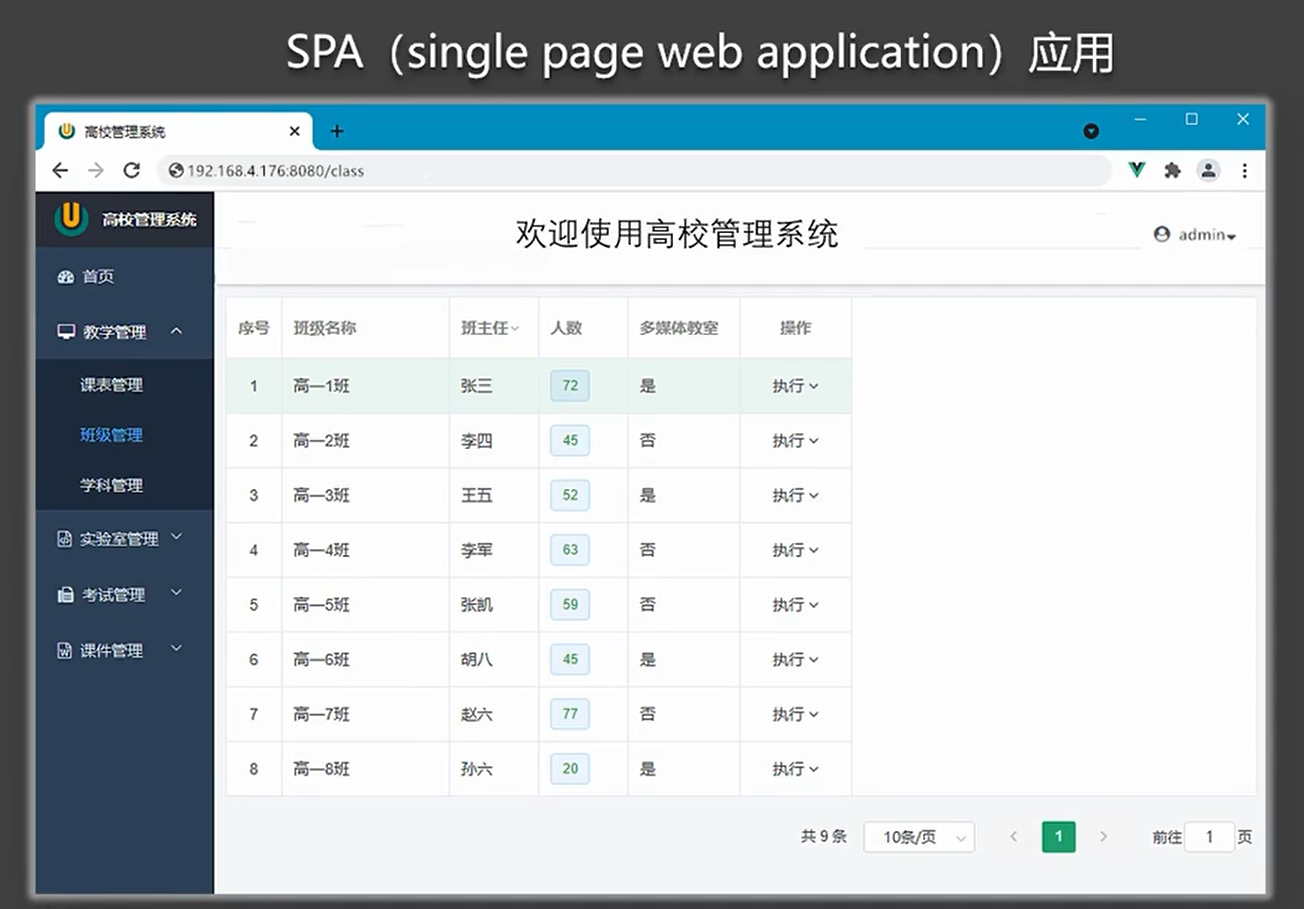 SPA（single page web application）应用
高校管理系统
192.168.4.176:8080/class
高校管理系统
欢迎使用高校管理系统
admin
首页
教学管理
课表管理
班级管理
学科管理
实验室管理
考试管理
课件管理
序号 班级名称 班主任 人数 多媒体教室 操作
1 高一1班 张三 72 是 执行
2 高一2班 李四 45 否 执行
3 高一3班 王五 52 是 执行
4 高一4班 李军 63 否 执行
5 高一5班 张凯 59 否 执行
6 高一6班 胡八 45 是 执行
7 高一7班 赵六 77 否 执行
8 高一8班 孙六 20 是 执行
共 9 条 10条/页 1 前往 1 页